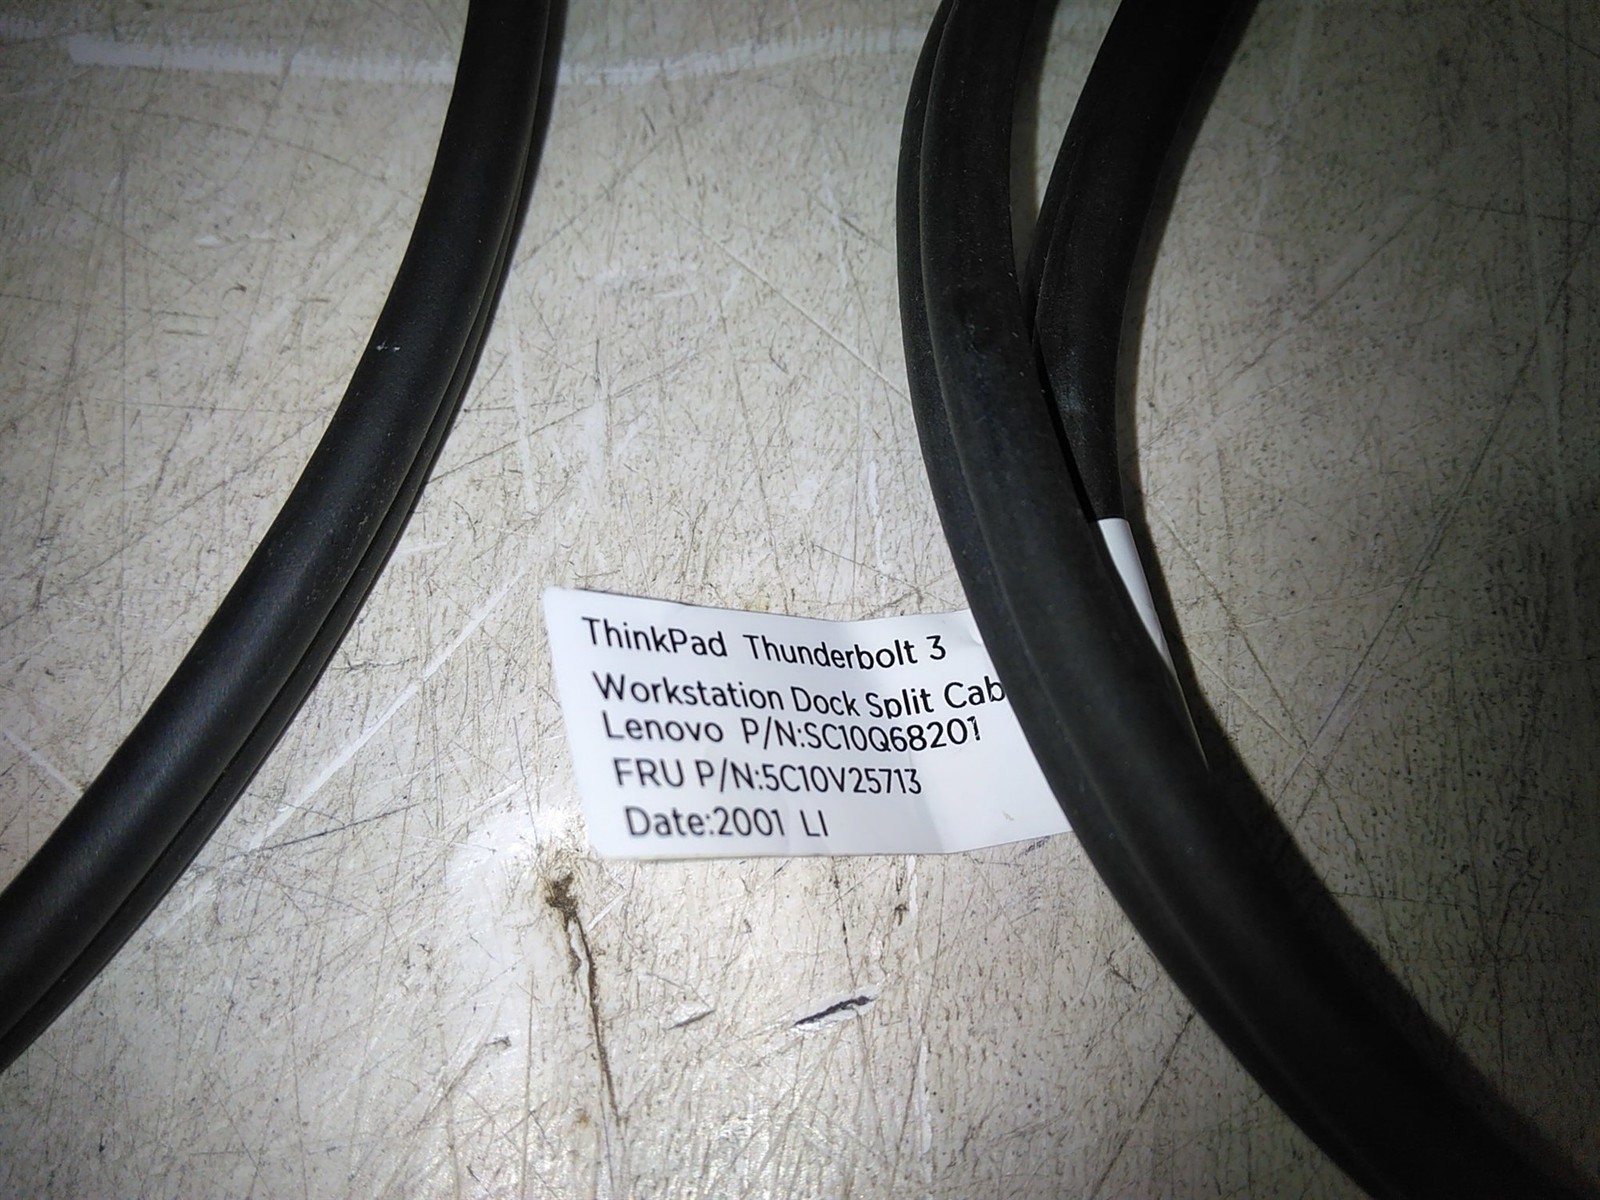 ThinkPad Thunderbolt 3
Workstation Dock Split Cab
Lenovo P/N:SC10Q68201
FRU P/N:5C10V25713
Date:2001 LI